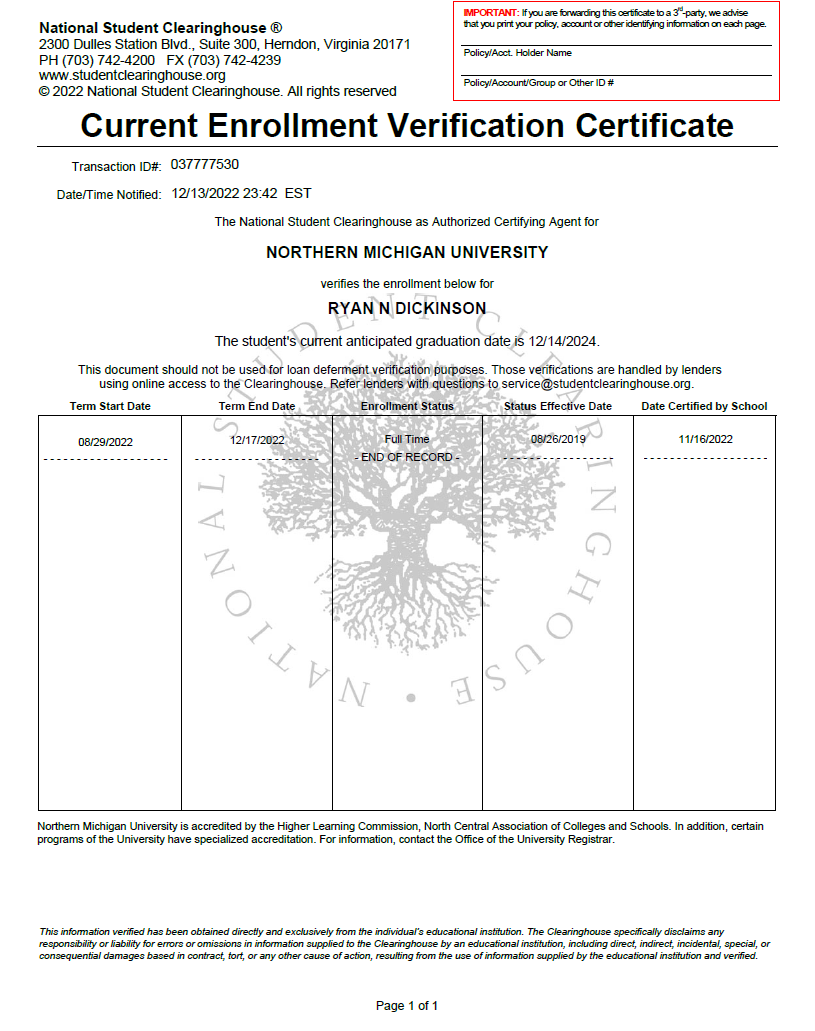 National Student Clearinghouse ®
2300 Dulles Station Blvd., Suite 300, Herndon, Virginia 20171
PH (703) 742-4200 FX (703) 742-4239
www.studentclearinghouse.org
© 2022 National Student Clearinghouse. All rights reserved
IMPORTANT: If you are forwarding this certificate to a 3rd-party, we advise
that you print your policy, account or other identifying information on each page.
Policy/Acct. Holder Name
Policy/Account/Group or Other ID #
Current Enrollment Verification Certificate
Transaction ID#: 037777530
Date/Time Notified: 12/13/2022 23:42 EST
The National Student Clearinghouse as Authorized Certifying Agent for
NORTHERN MICHIGAN UNIVERSITY
verifies the enrollment below for
RYAN N DICKINSON
The student's current anticipated graduation date is 12/14/2024.
This document should not be used for loan deferment verification purposes. Those verifications are handled by lenders
using online access to the Clearinghouse. Refer lenders with questions to service@studentclearinghouse.org.
Term Start Date Term End Date Enrollment Status Status Effective Date Date Certified by School
08/29/2022 12/17/2022 Full Time 08/26/2019 11/16/2022
- - - - - - - - - - - - - - - - - - - - - - - - - - - - - - - - - - - - - - - - END OF RECORD - - - - - - - - - - - - - - - - - - - - - - - - - - - - - - - - - - - - - - -
NATIONAL STUDENT CLEARINGHOUSE •
Northern Michigan University is accredited by the Higher Learning Commission, North Central Association of Colleges and Schools. In addition, certain
programs of the University have specialized accreditation. For information, contact the Office of the University Registrar.
This information verified has been obtained directly and exclusively from the individual's educational institution. The Clearinghouse specifically disclaims any
responsibility or liability for errors or omissions in information supplied to the Clearinghouse by an educational institution, including direct, indirect, incidental, special, or
consequential damages based in contract, tort, or any other cause of action, resulting from the use of information supplied by the educational institution and verified.
Page 1 of 1